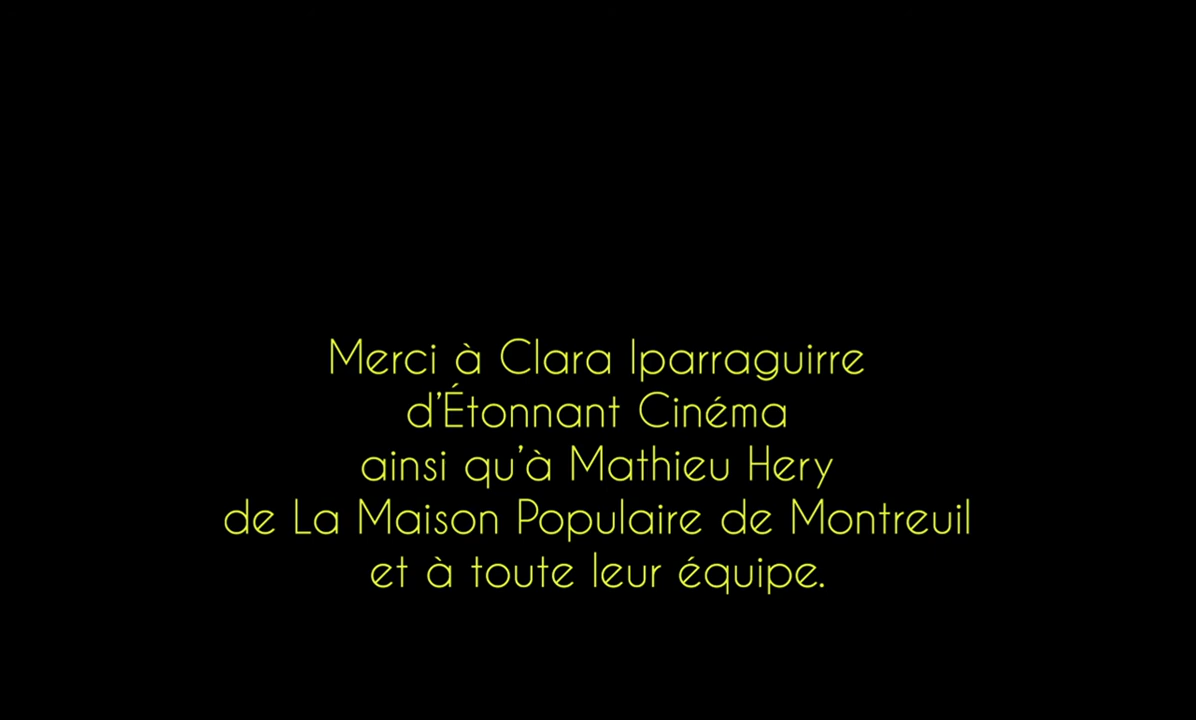 Merci à Clara Iparraguirre
d’Étonnant Cinéma
ainsi qu’à Mathieu Hery
de La Maison Populaire de Montreuil
et à toute leur équipe.